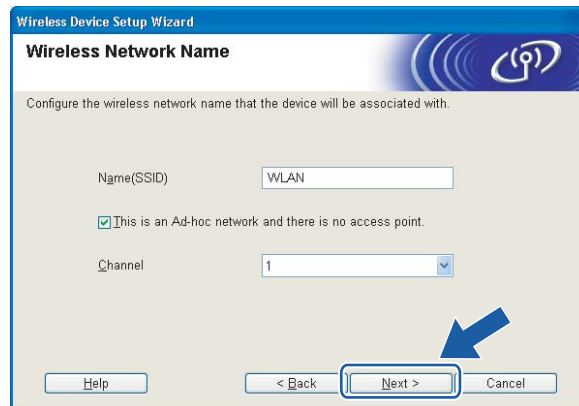 Wireless Device Setup Wizard
Wireless Network Name
Configure the wireless network name that the device will be associated with.
Name(SSID) WLAN
This is an Ad-hoc network and there is no access point.
Channel 1
Help < Back Next > Cancel